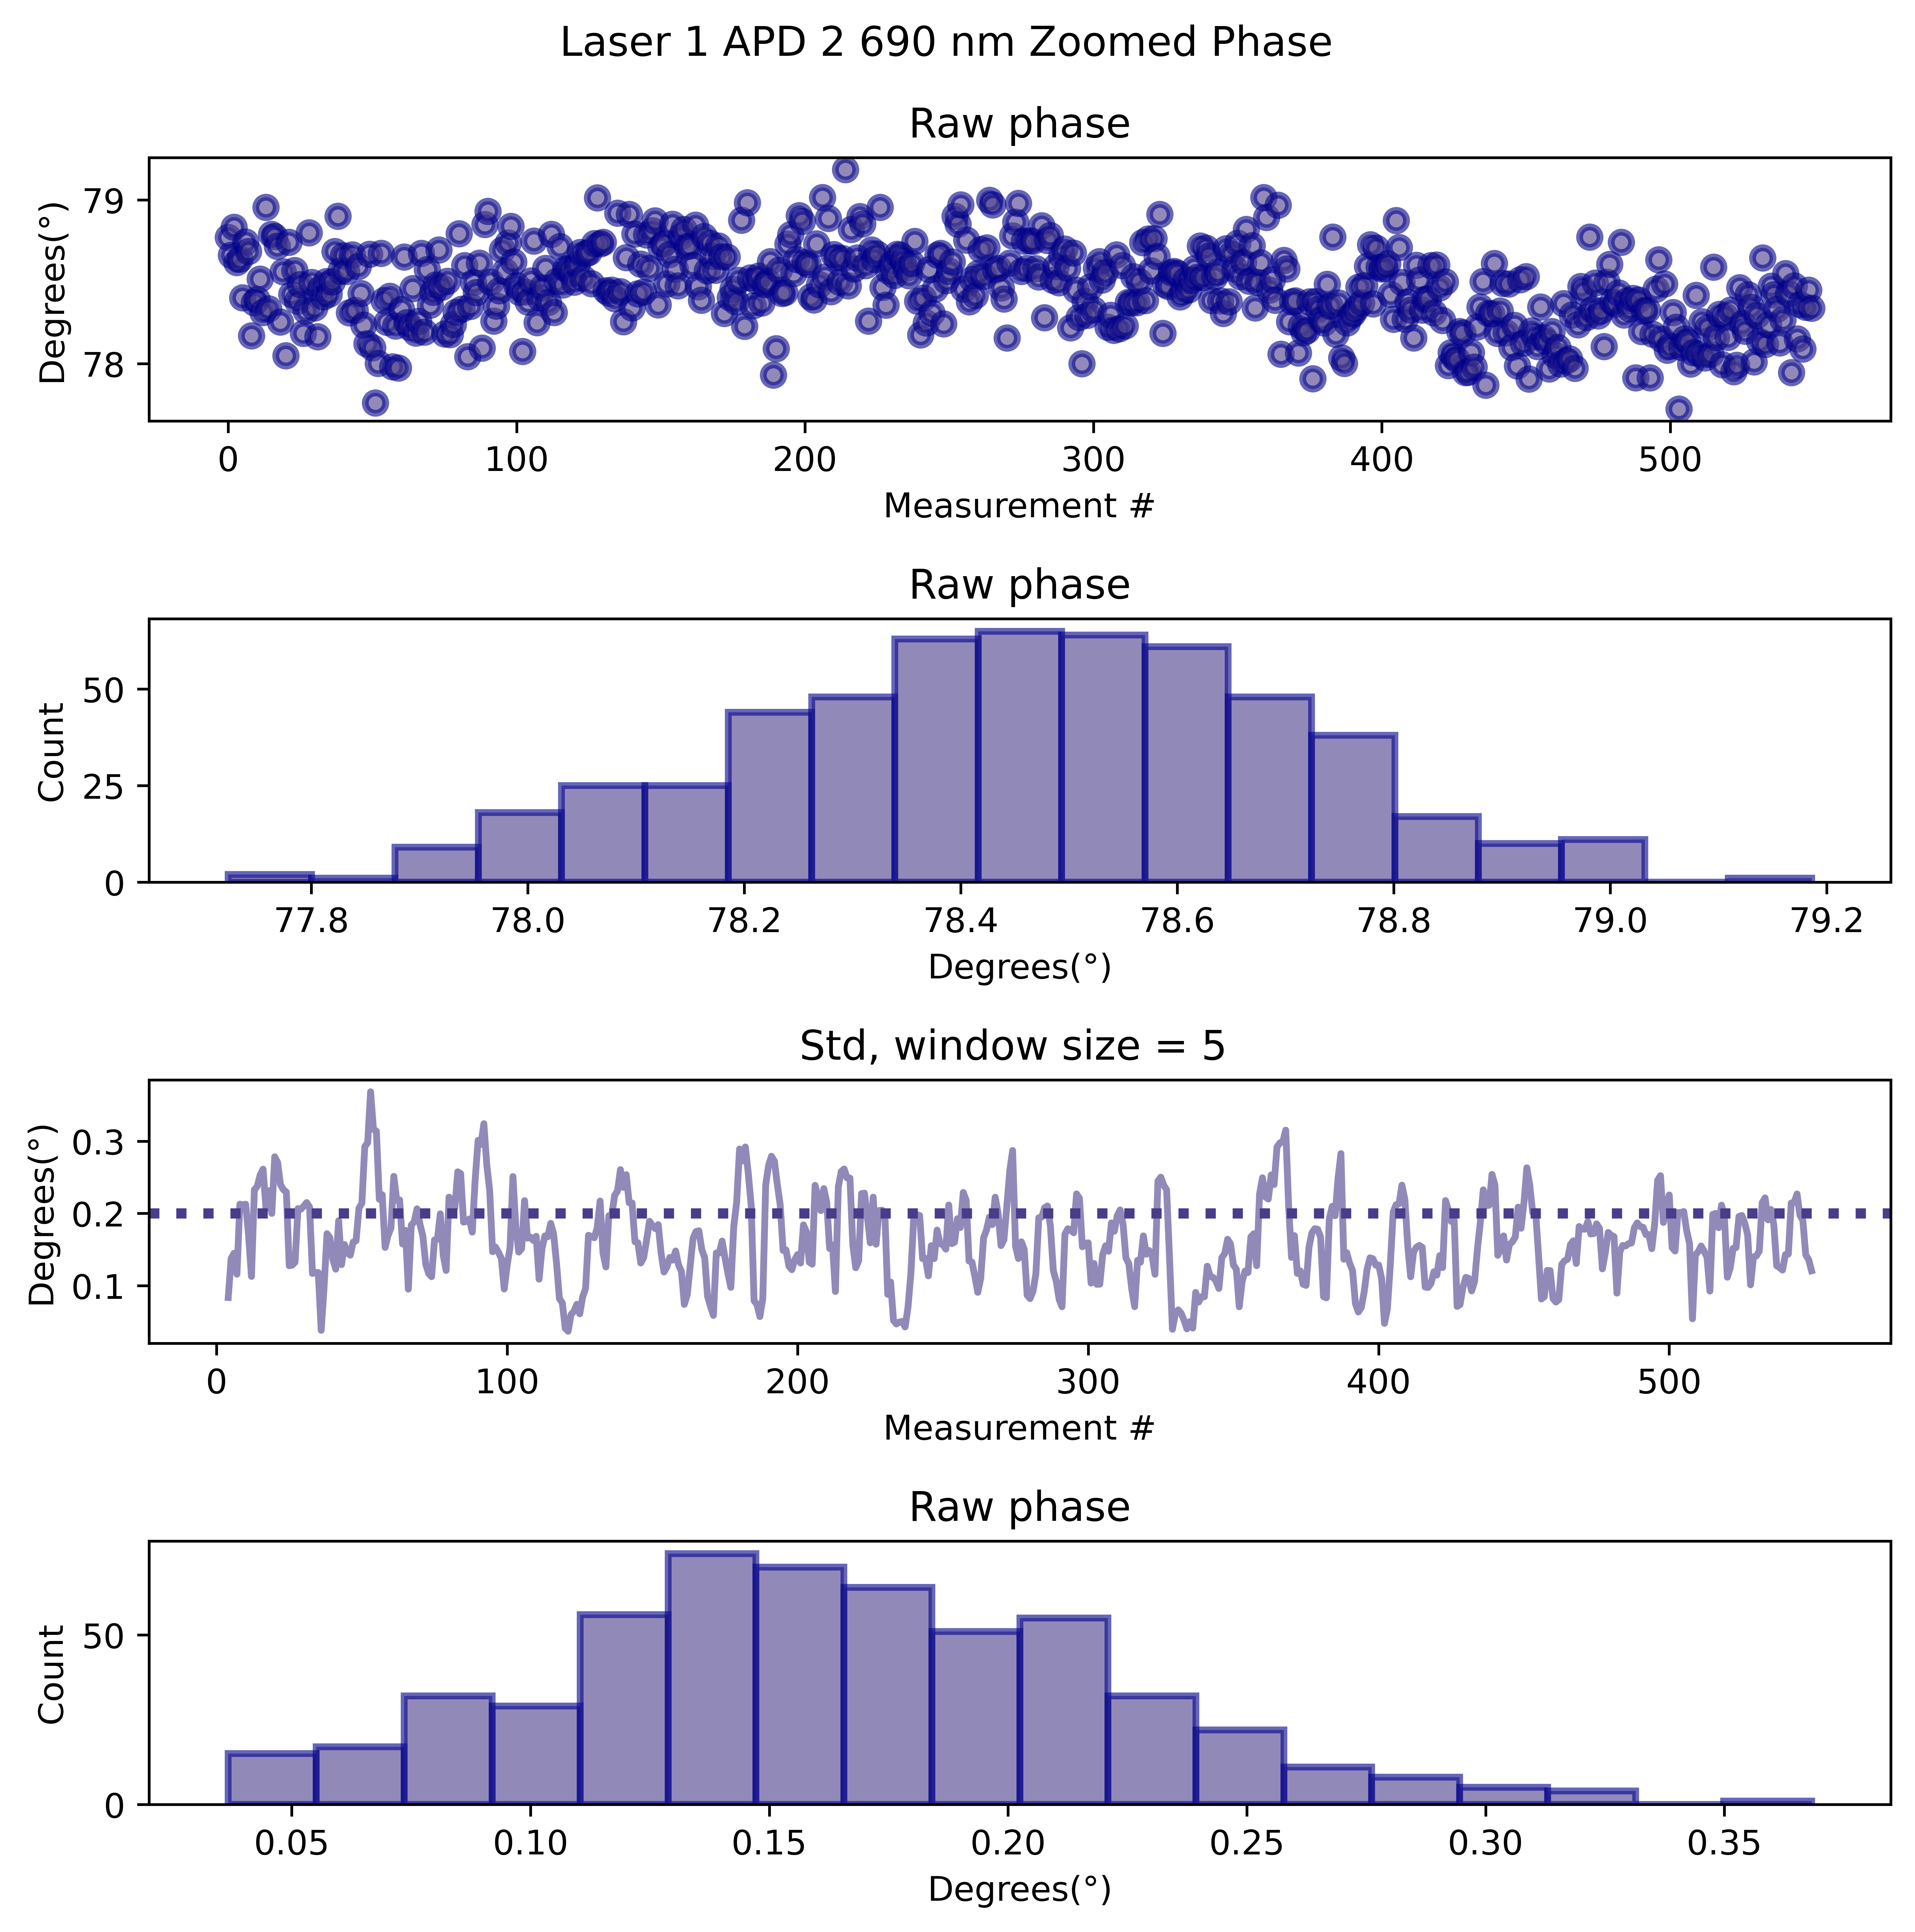 Laser 1 APD 2 690 nm Zoomed Phase
Raw phase
Degrees(°)
79
78
0 100 200 300 400 500
Measurement #
Raw phase
Count
50
25
0
77.8 78.0 78.2 78.4 78.6 78.8 79.0 79.2
Degrees(°)
Std, window size = 5
Degrees(°)
0.3
0.2
0.1
0 100 200 300 400 500
Measurement #
Raw phase
Count
50
0
0.05 0.10 0.15 0.20 0.25 0.30 0.35
Degrees(°)